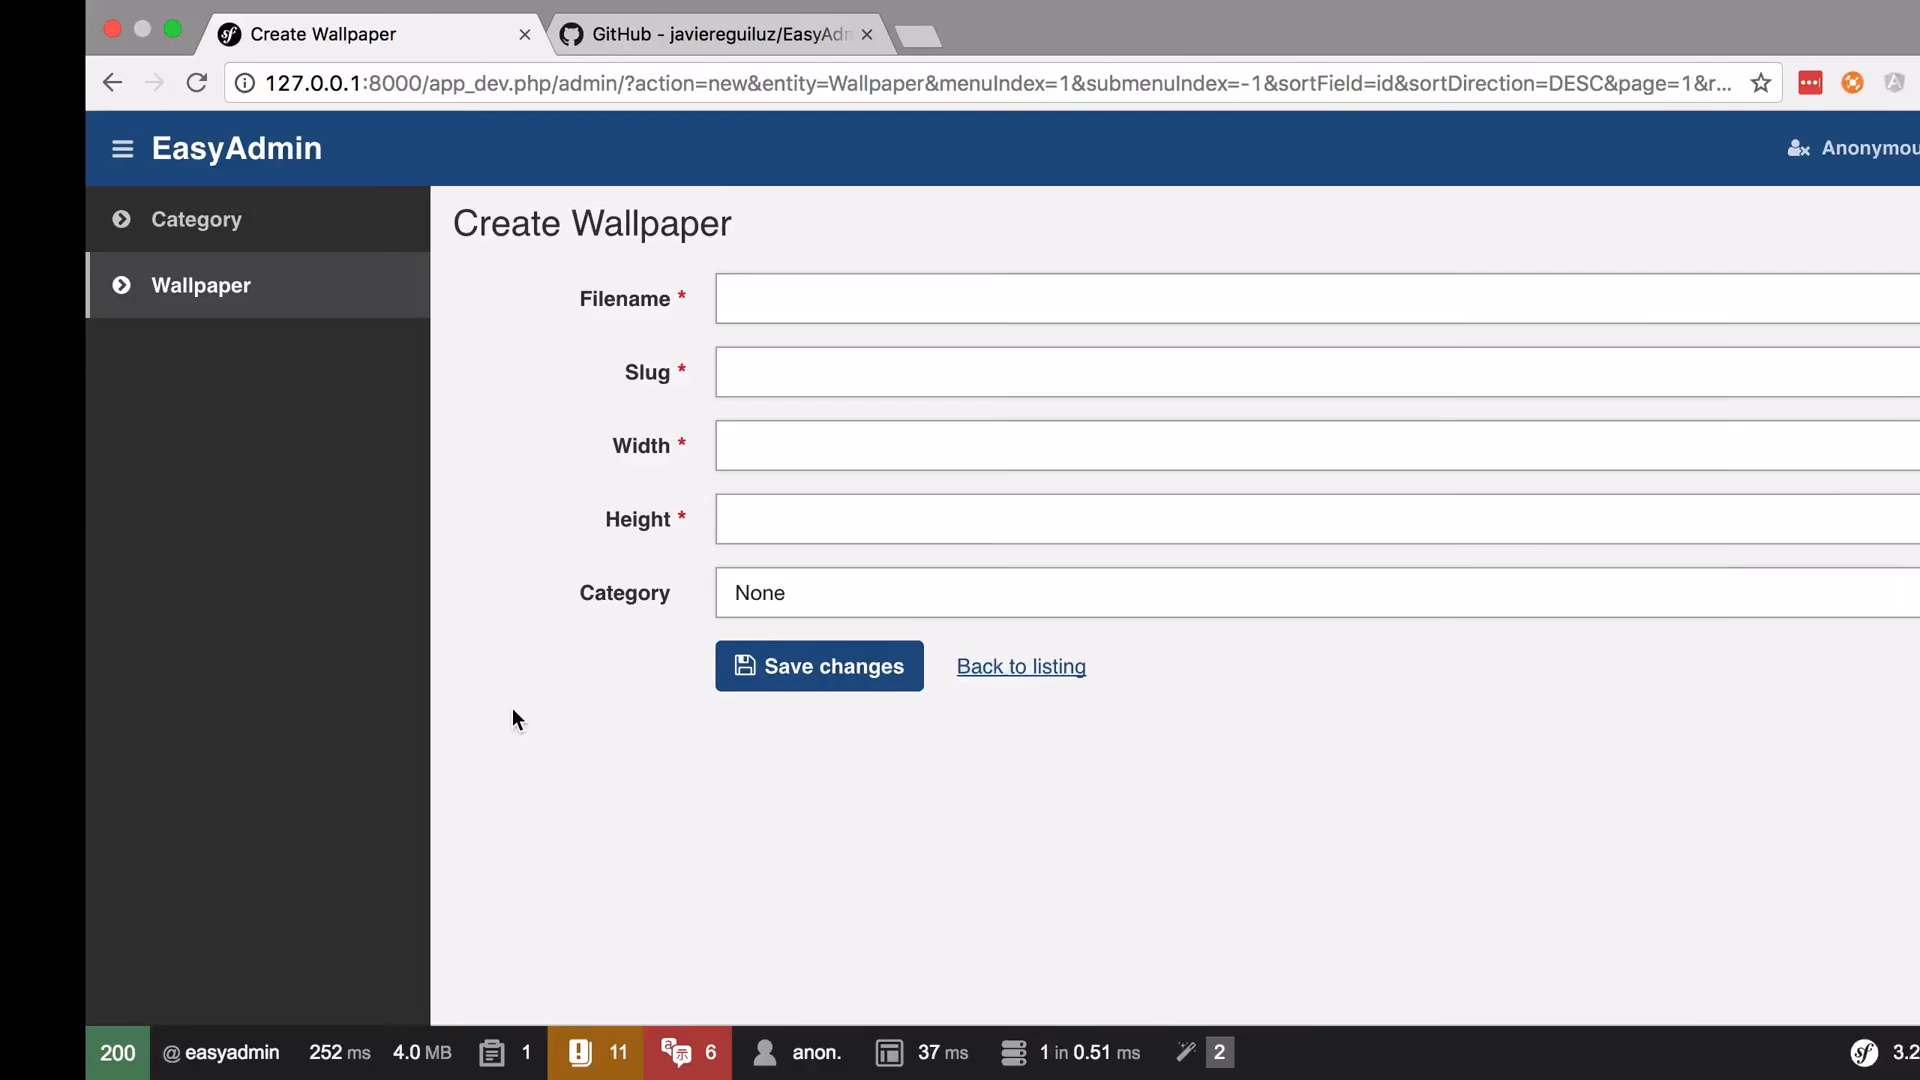 Create Wallpaper
GitHub - javiereguiluz/EasyAdm
127.0.0.1:8000/app_dev.php/admin/?action=new&entity=Wallpaper&menuIndex=1&submenuIndex=-1&sortField=id&sortDirection=DESC&page=1&r...
EasyAdmin
Anonymou
Category
Wallpaper
Create Wallpaper
Filename *
Slug *
Width *
Height *
Category
None
Save changes
Back to listing
200 @ easyadmin 252 ms 4.0 MB 1 11 6 anon. 37 ms 1 in 0.51 ms 2 3.2